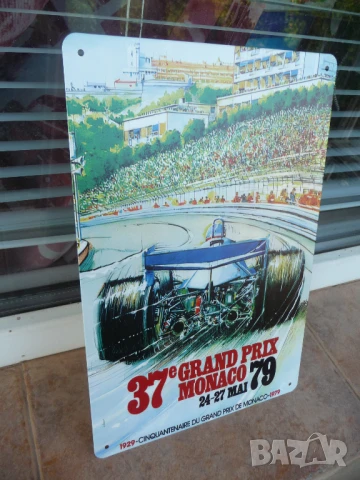 37e GRAND PRIX
MONACO 79
24-27 MAI
1929-CINQUANTENAIRE DU GRAND PRIX DE MONACO-1979
BAZAR